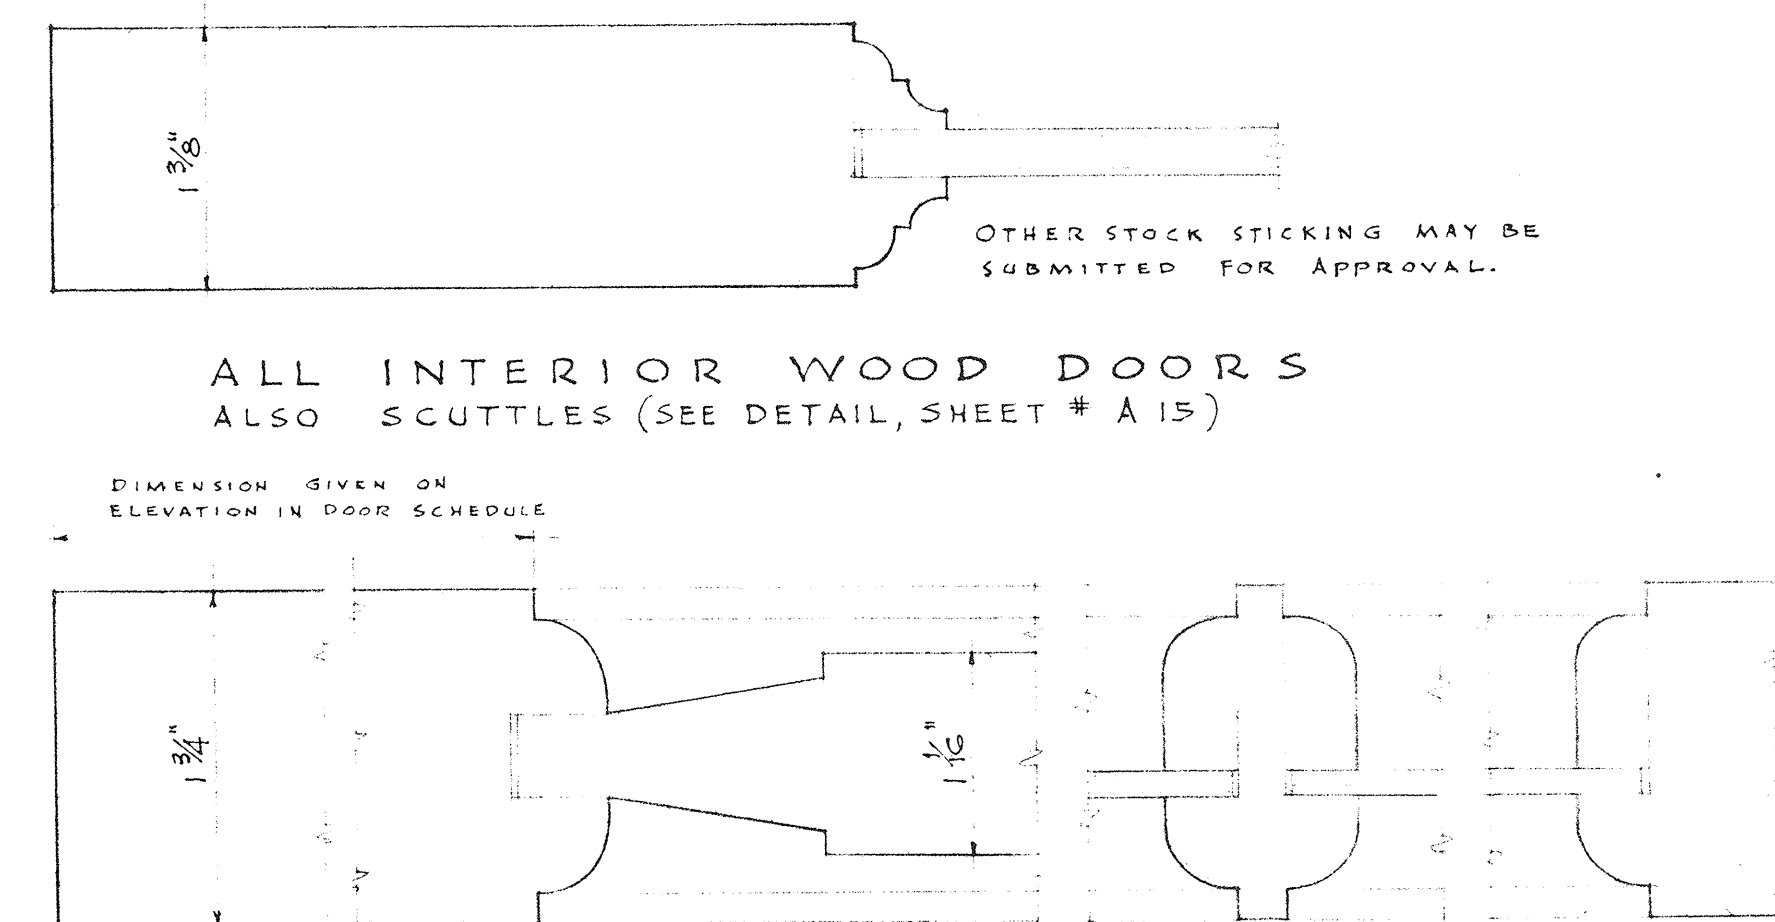 1 3/8"
OTHER STOCK STICKING MAY BE
SUBMITTED FOR APPROVAL.
ALL INTERIOR WOOD DOORS
ALSO SCUTTLES (SEE DETAIL, SHEET # A 15)
DIMENSION GIVEN ON
ELEVATION IN DOOR SCHEDULE
1 3/4"
1 1/16"